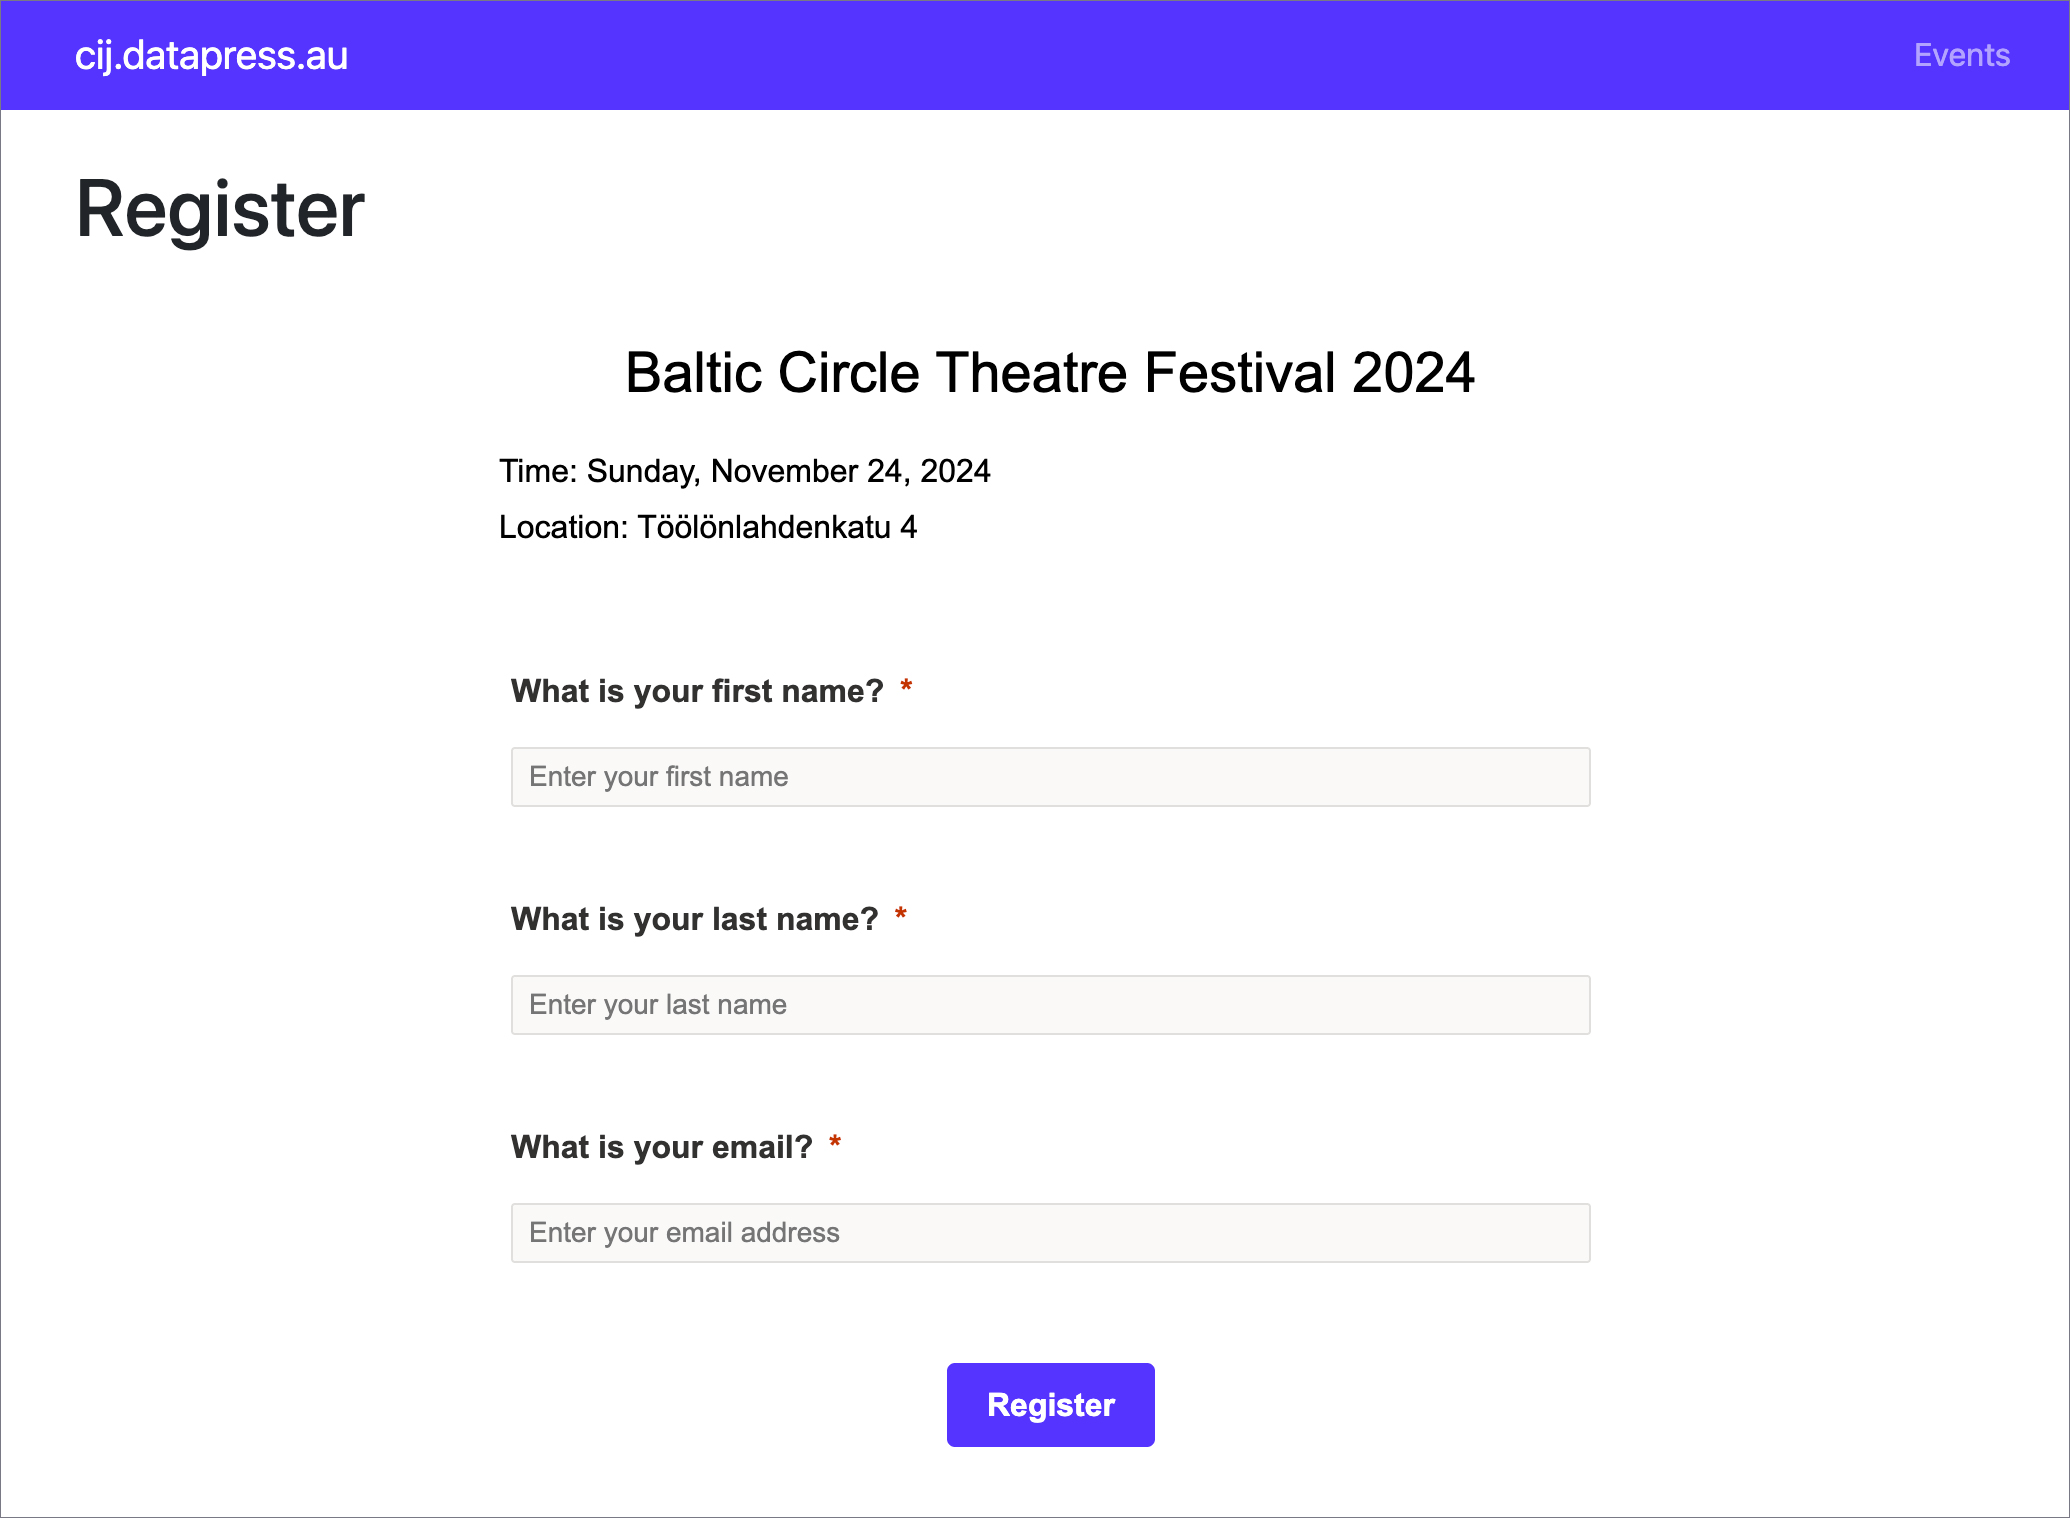 cij.datapress.au
Events
Register
Baltic Circle Theatre Festival 2024
Time: Sunday, November 24, 2024
Location: Töölönlahdenkatu 4
What is your first name? *
Enter your first name
What is your last name? *
Enter your last name
What is your email? *
Enter your email address
Register